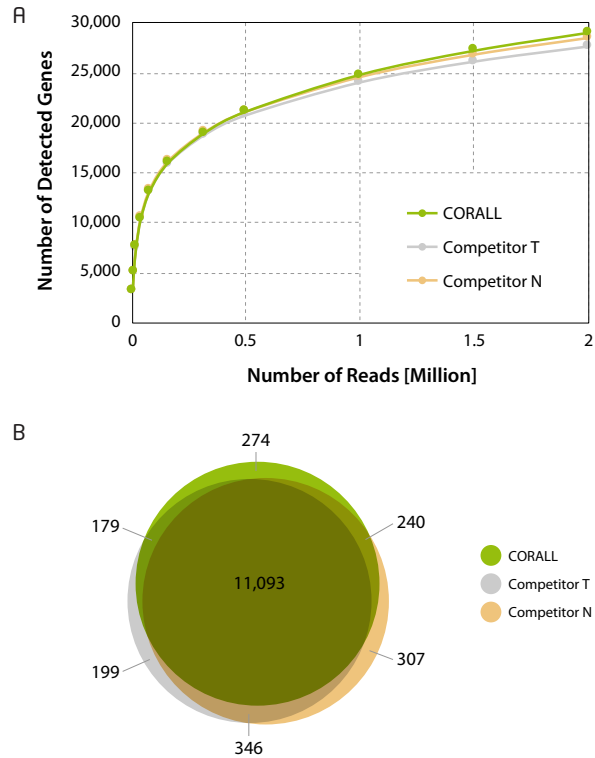 A
30,000
25,000
20,000
15,000
10,000
5,000
0
Number of Detected Genes
CORALL
Competitor T
Competitor N
0
0.5
1
1.5
2
Number of Reads [Million]
B
274
179
240
11,093
CORALL
Competitor T
Competitor N
199
307
346